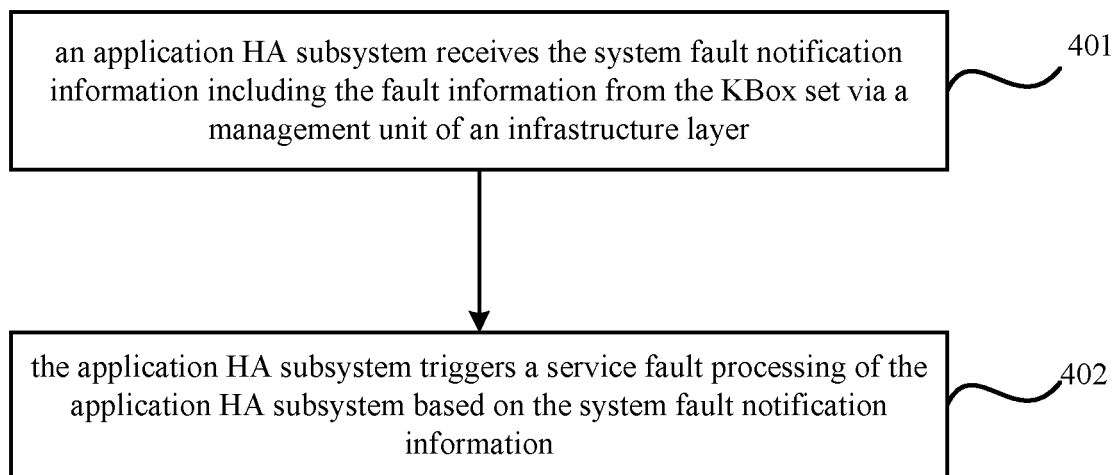 an application HA subsystem receives the system fault notification
information including the fault information from the KBox set via a
management unit of an infrastructure layer
401
the application HA subsystem triggers a service fault processing of the
application HA subsystem based on the system fault notification
information
402